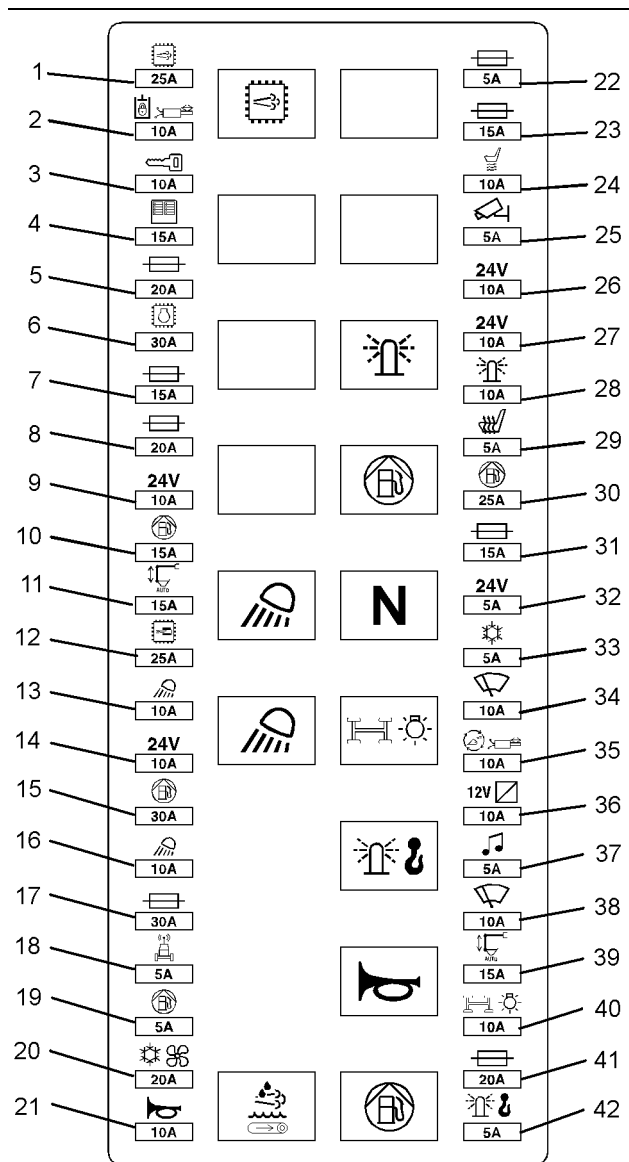 1 25A
2 10A
3 10A
4 15A
5 20A
6 30A
7 15A
8 20A
9 24V 10A
10 15A
11 AUTO 15A
12 25A
13 10A
14 24V 10A
15 30A
16 10A
17 30A
18 5A
19 5A
20 20A
21 10A
N
5A 22
15A 23
10A 24
5A 25
24V 10A 26
24V 10A 27
10A 28
5A 29
25A 30
15A 31
24V 5A 32
5A 33
10A 34
10A 35
12V 10A 36
5A 37
10A 38
AUTO 15A 39
10A 40
20A 41
5A 42